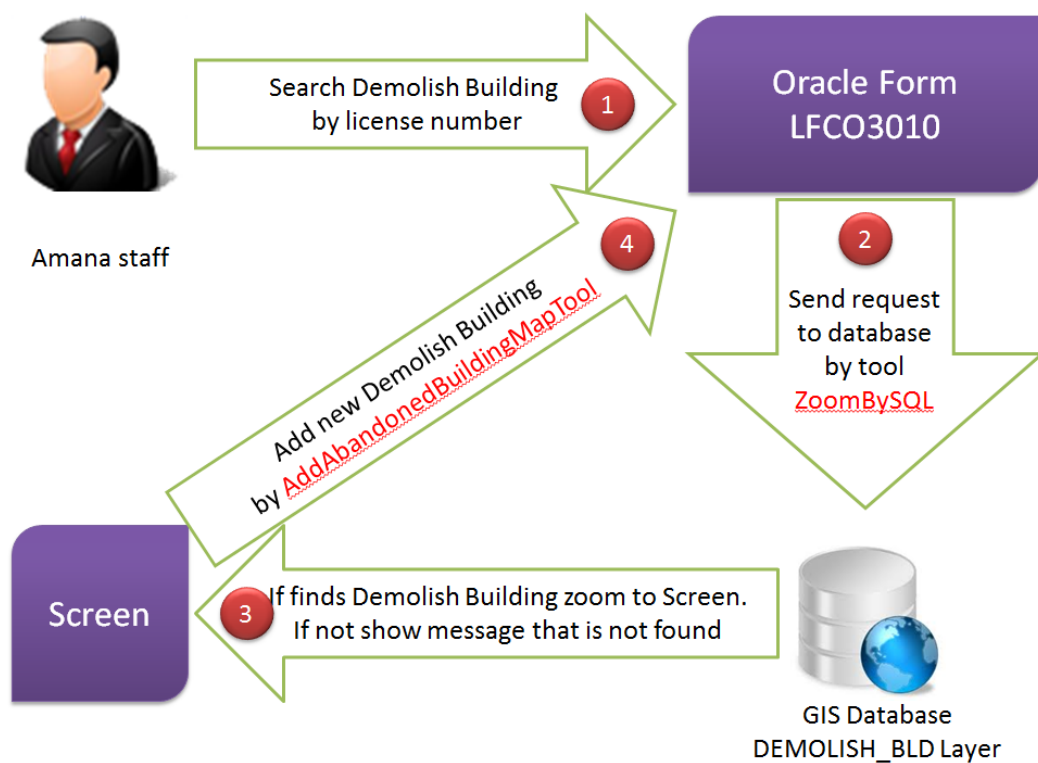 Search Demolish Building
by license number
1
Oracle Form
LFCO3010
Amana staff
2
Send request
to database
by tool
ZoomBySQL
4
Add new Demolish Building
by AddAbandonedBuildingMapTool
Screen
3
If finds Demolish Building zoom to Screen.
If not show message that is not found
GIS Database
DEMOLISH_BLD Layer